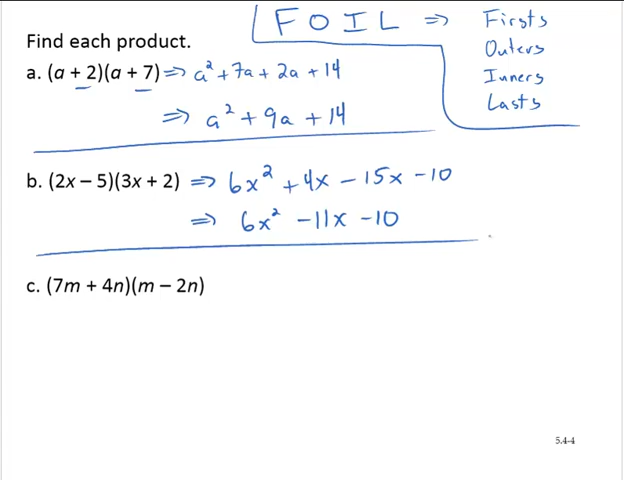 F O I L ⇒ Firsts
Outers
Inners
Lasts
Find each product.
a. (a + 2)(a + 7) ⇒ a² + 7a + 2a + 14
⇒ a² + 9a + 14
b. (2x – 5)(3x + 2) ⇒ 6x² + 4x − 15x − 10
⇒ 6x² − 11x − 10
c. (7m + 4n)(m – 2n)
5.4-4